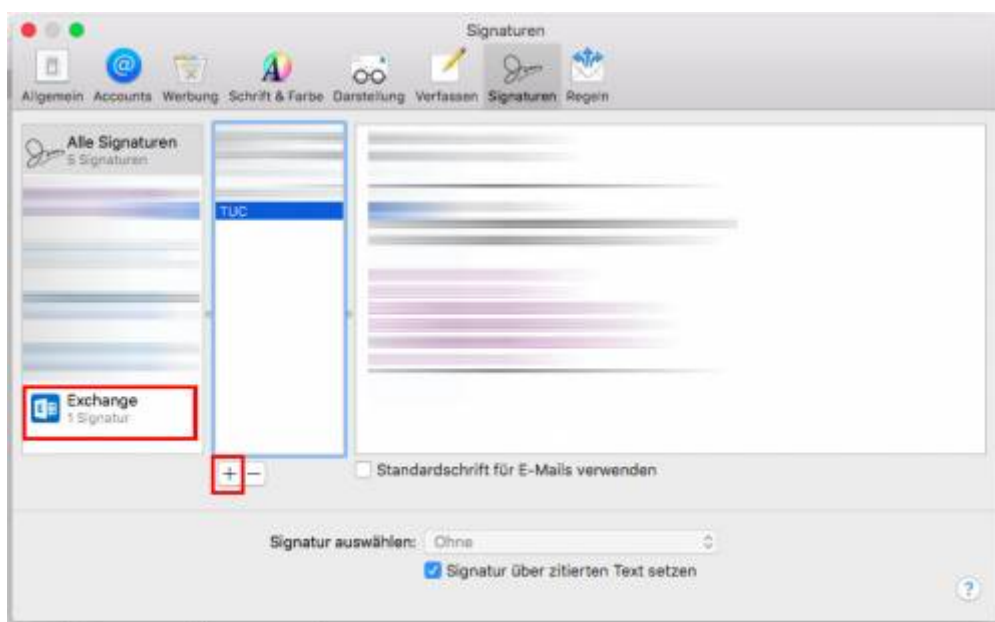 Signaturen
Allgemein Accounts Werbung Schrift & Farbe Darstellung Verfassen Signaturen Regeln
Alle Signaturen
5 Signaturen
TUC
Exchange
1 Signatur
+ −
Standardschrift für E-Mails verwenden
Signatur auswählen: Ohne
Signatur über zitierten Text setzen
?